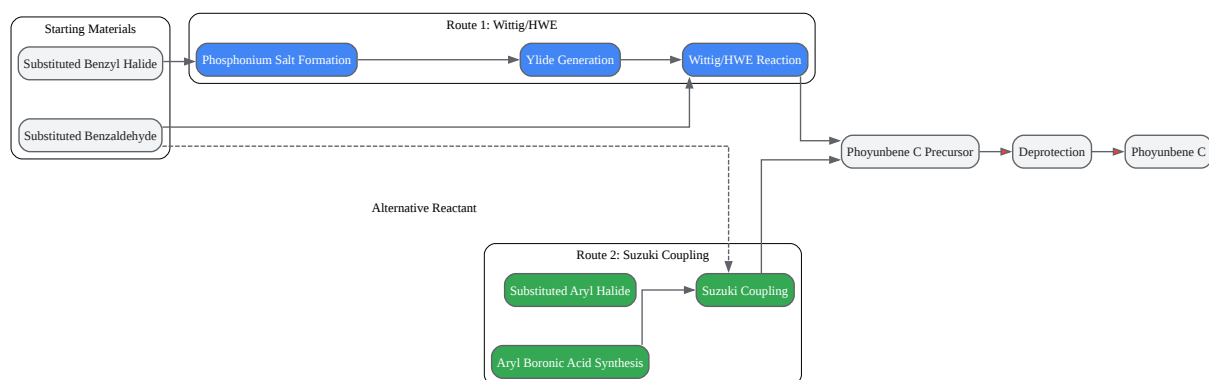 Starting Materials
Substituted Benzyl Halide
Substituted Benzaldehyde
Route 1: Wittig/HWE
Phosphonium Salt Formation
Ylide Generation
Wittig/HWE Reaction
Phoyunbene C Precursor
Deprotection
Phoyunbene C
Alternative Reactant
Route 2: Suzuki Coupling
Substituted Aryl Halide
Suzuki Coupling
Aryl Boronic Acid Synthesis